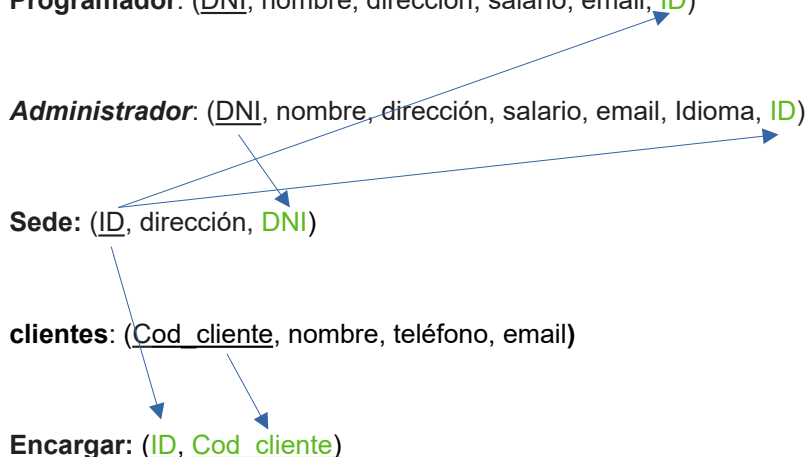 Programador: (DNI, nombre, dirección, salario, email, ID)
Administrador: (DNI, nombre, dirección, salario, email, Idioma, ID)
Sede: (ID, dirección, DNI)
clientes: (Cod_cliente, nombre, teléfono, email)
Encargar: (ID, Cod_cliente)